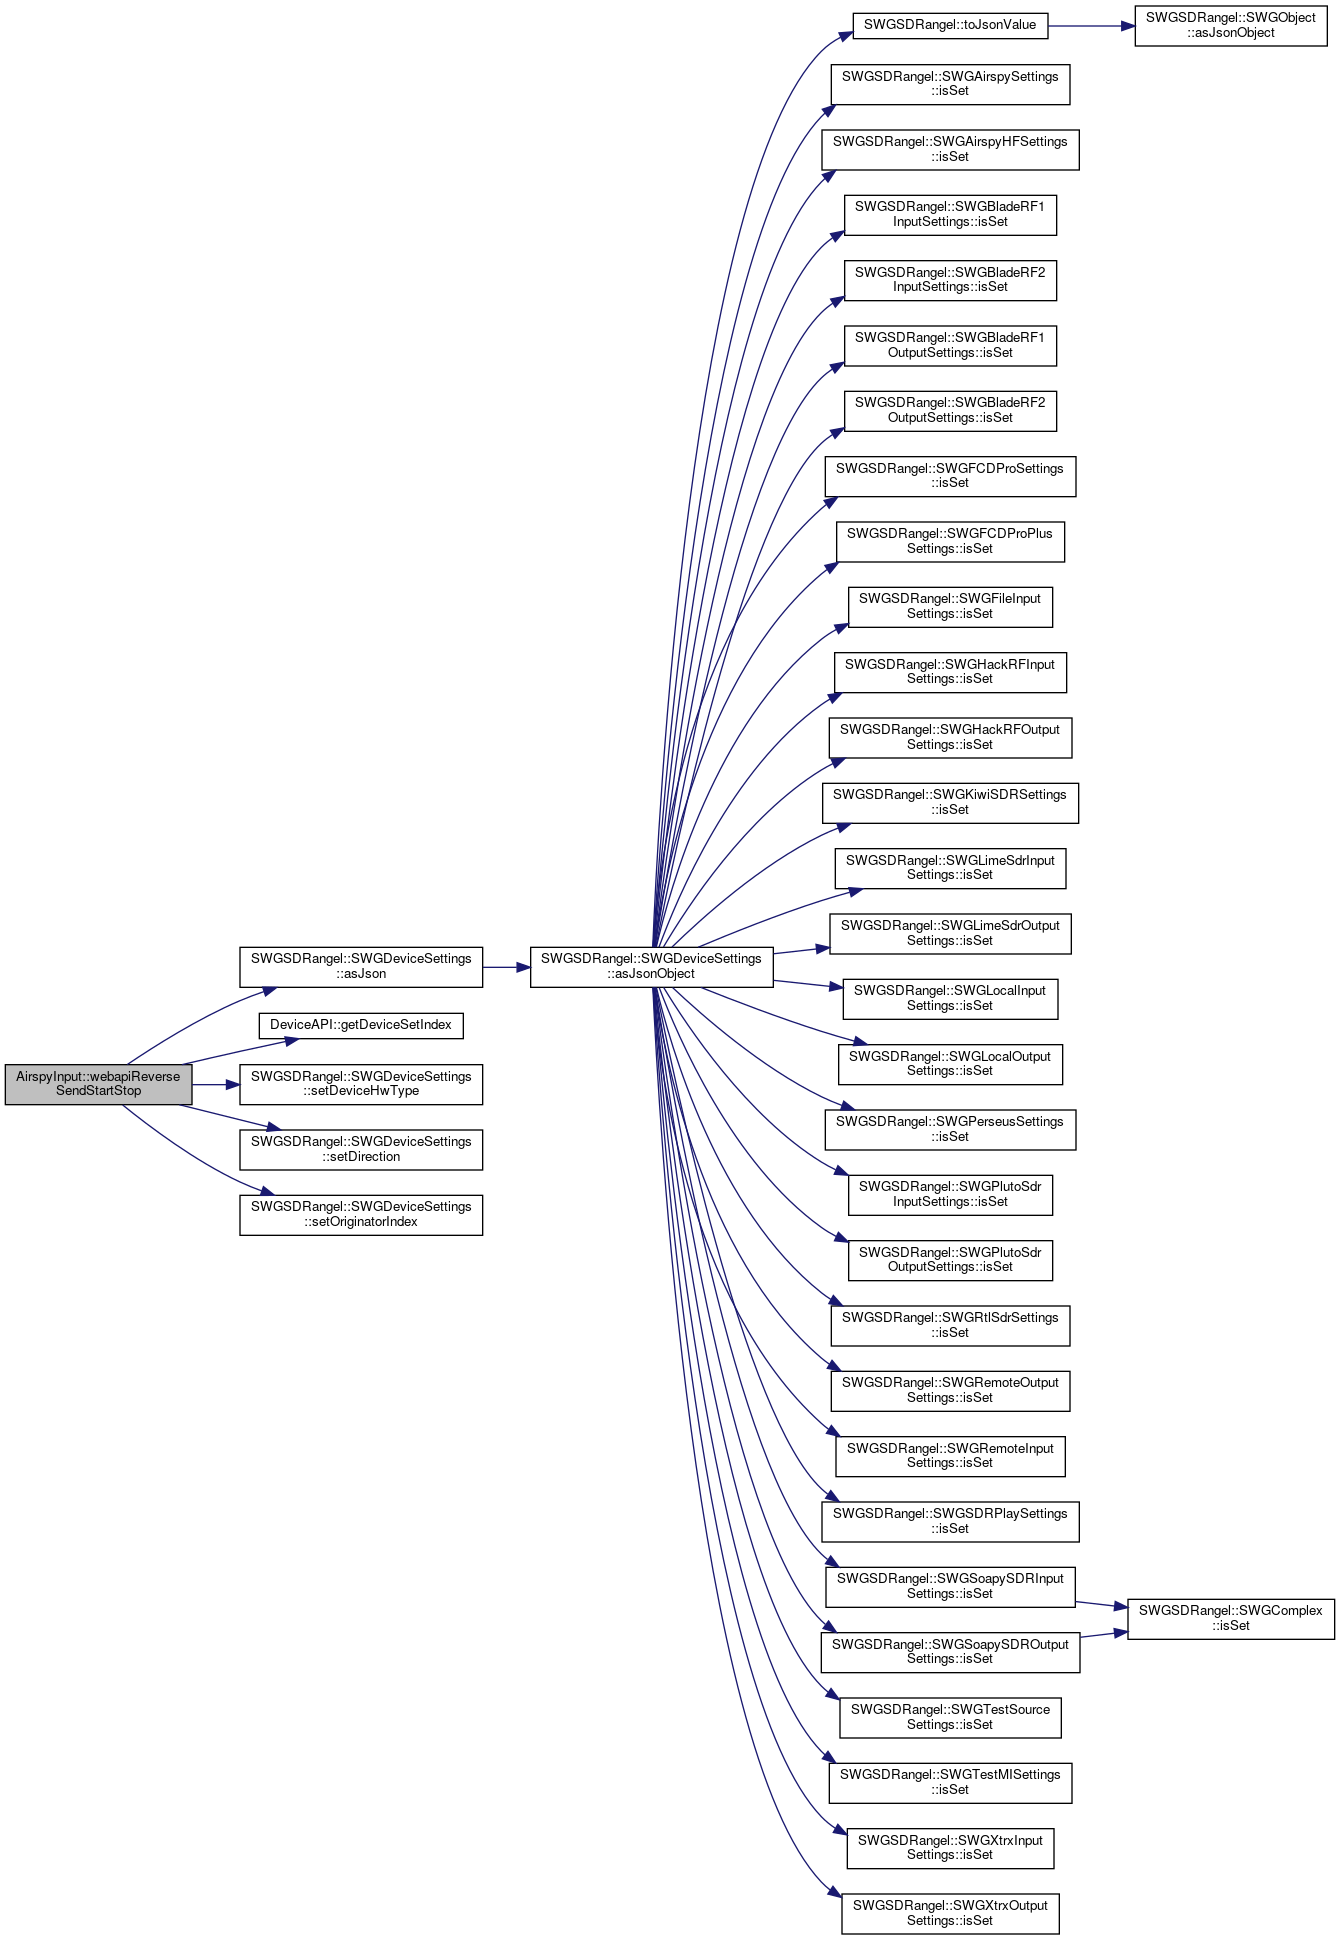 AirspyInput::webapiReverse
SendStartStop
SWGSDRangel::SWGDeviceSettings
::asJson
DeviceAPI::getDeviceSetIndex
SWGSDRangel::SWGDeviceSettings
::setDeviceHwType
SWGSDRangel::SWGDeviceSettings
::setDirection
SWGSDRangel::SWGDeviceSettings
::setOriginatorIndex
SWGSDRangel::SWGDeviceSettings
::asJsonObject
SWGSDRangel::toJsonValue
SWGSDRangel::SWGObject
::asJsonObject
SWGSDRangel::SWGAirspySettings
::isSet
SWGSDRangel::SWGAirspyHFSettings
::isSet
SWGSDRangel::SWGBladeRF1
InputSettings::isSet
SWGSDRangel::SWGBladeRF2
InputSettings::isSet
SWGSDRangel::SWGBladeRF1
OutputSettings::isSet
SWGSDRangel::SWGBladeRF2
OutputSettings::isSet
SWGSDRangel::SWGFCDProSettings
::isSet
SWGSDRangel::SWGFCDProPlus
Settings::isSet
SWGSDRangel::SWGFileInput
Settings::isSet
SWGSDRangel::SWGHackRFInput
Settings::isSet
SWGSDRangel::SWGHackRFOutput
Settings::isSet
SWGSDRangel::SWGKiwiSDRSettings
::isSet
SWGSDRangel::SWGLimeSdrInput
Settings::isSet
SWGSDRangel::SWGLimeSdrOutput
Settings::isSet
SWGSDRangel::SWGLocalInput
Settings::isSet
SWGSDRangel::SWGLocalOutput
Settings::isSet
SWGSDRangel::SWGPerseusSettings
::isSet
SWGSDRangel::SWGPlutoSdr
InputSettings::isSet
SWGSDRangel::SWGPlutoSdr
OutputSettings::isSet
SWGSDRangel::SWGRtlSdrSettings
::isSet
SWGSDRangel::SWGRemoteOutput
Settings::isSet
SWGSDRangel::SWGRemoteInput
Settings::isSet
SWGSDRangel::SWGSDRPlaySettings
::isSet
SWGSDRangel::SWGSoapySDRInput
Settings::isSet
SWGSDRangel::SWGComplex
::isSet
SWGSDRangel::SWGSoapySDROutput
Settings::isSet
SWGSDRangel::SWGTestSource
Settings::isSet
SWGSDRangel::SWGTestMISettings
::isSet
SWGSDRangel::SWGXtrxInput
Settings::isSet
SWGSDRangel::SWGXtrxOutput
Settings::isSet